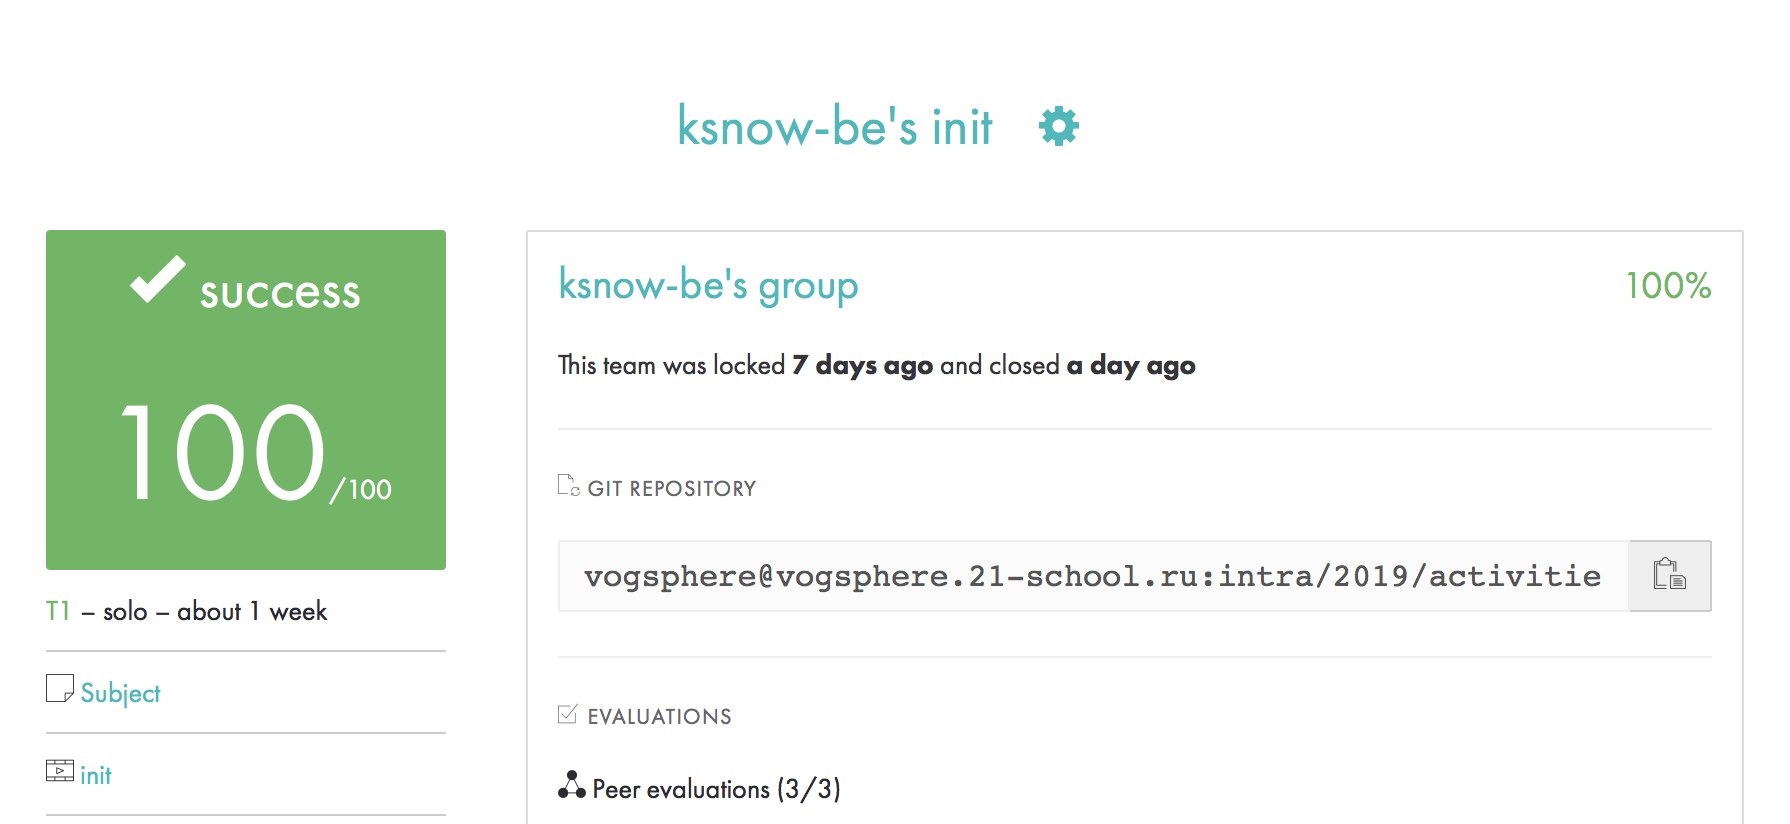 ksnow-be's init
success
100/100
T1 – solo – about 1 week
Subject
init
ksnow-be's group
100%
This team was locked 7 days ago and closed a day ago
GIT REPOSITORY
vogsphere@vogsphere.21-school.ru:intra/2019/activitie
EVALUATIONS
Peer evaluations (3/3)